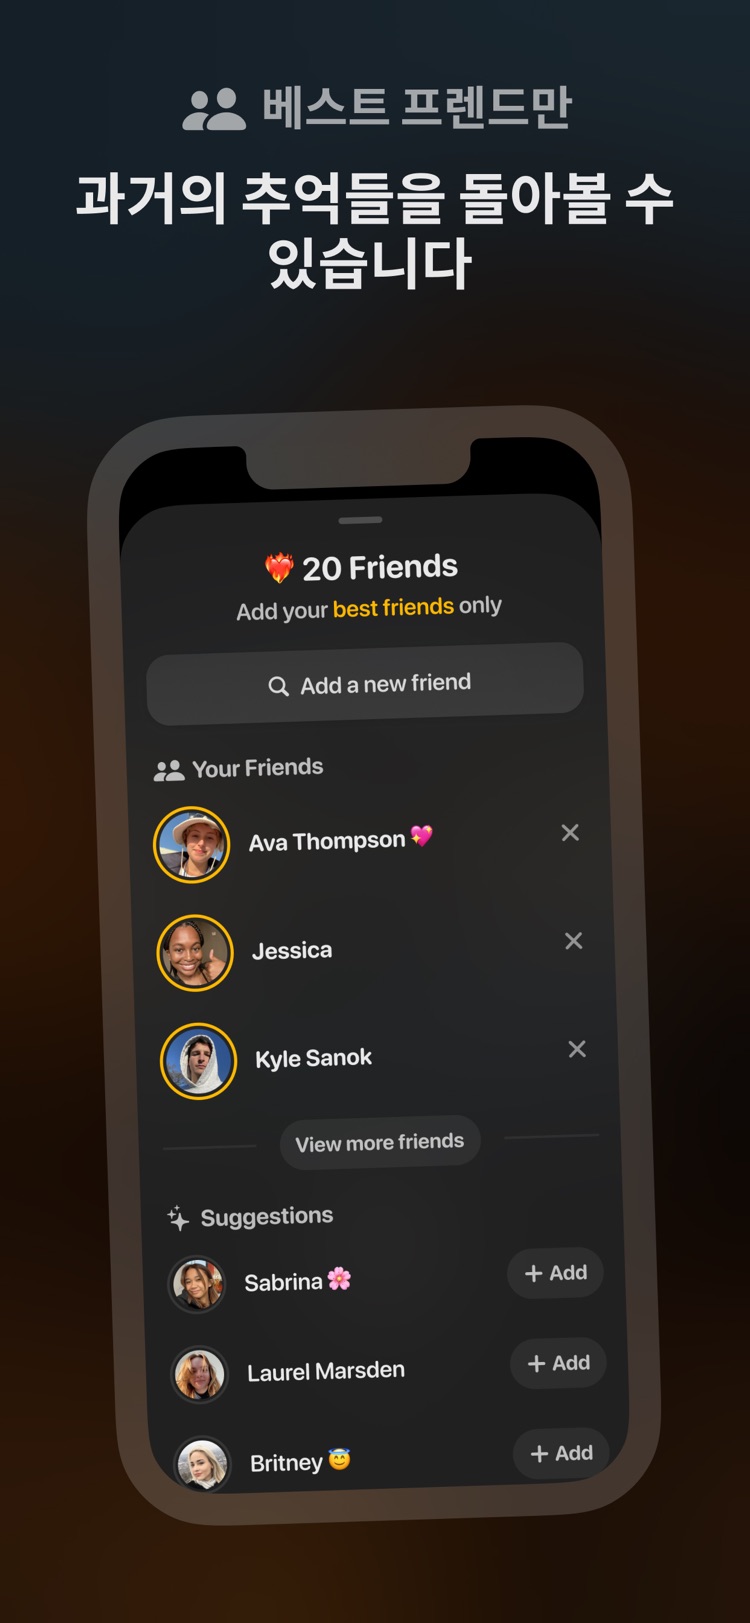 베스트 프렌드만
과거의 추억들을 돌아볼 수
있습니다
❤️‍🔥 20 Friends
Add your best friends only
Add a new friend
Your Friends
Ava Thompson 💖
Jessica
Kyle Sanok
View more friends
Suggestions
Sabrina 🌸
+ Add
Laurel Marsden
+ Add
Britney 😇
+ Add